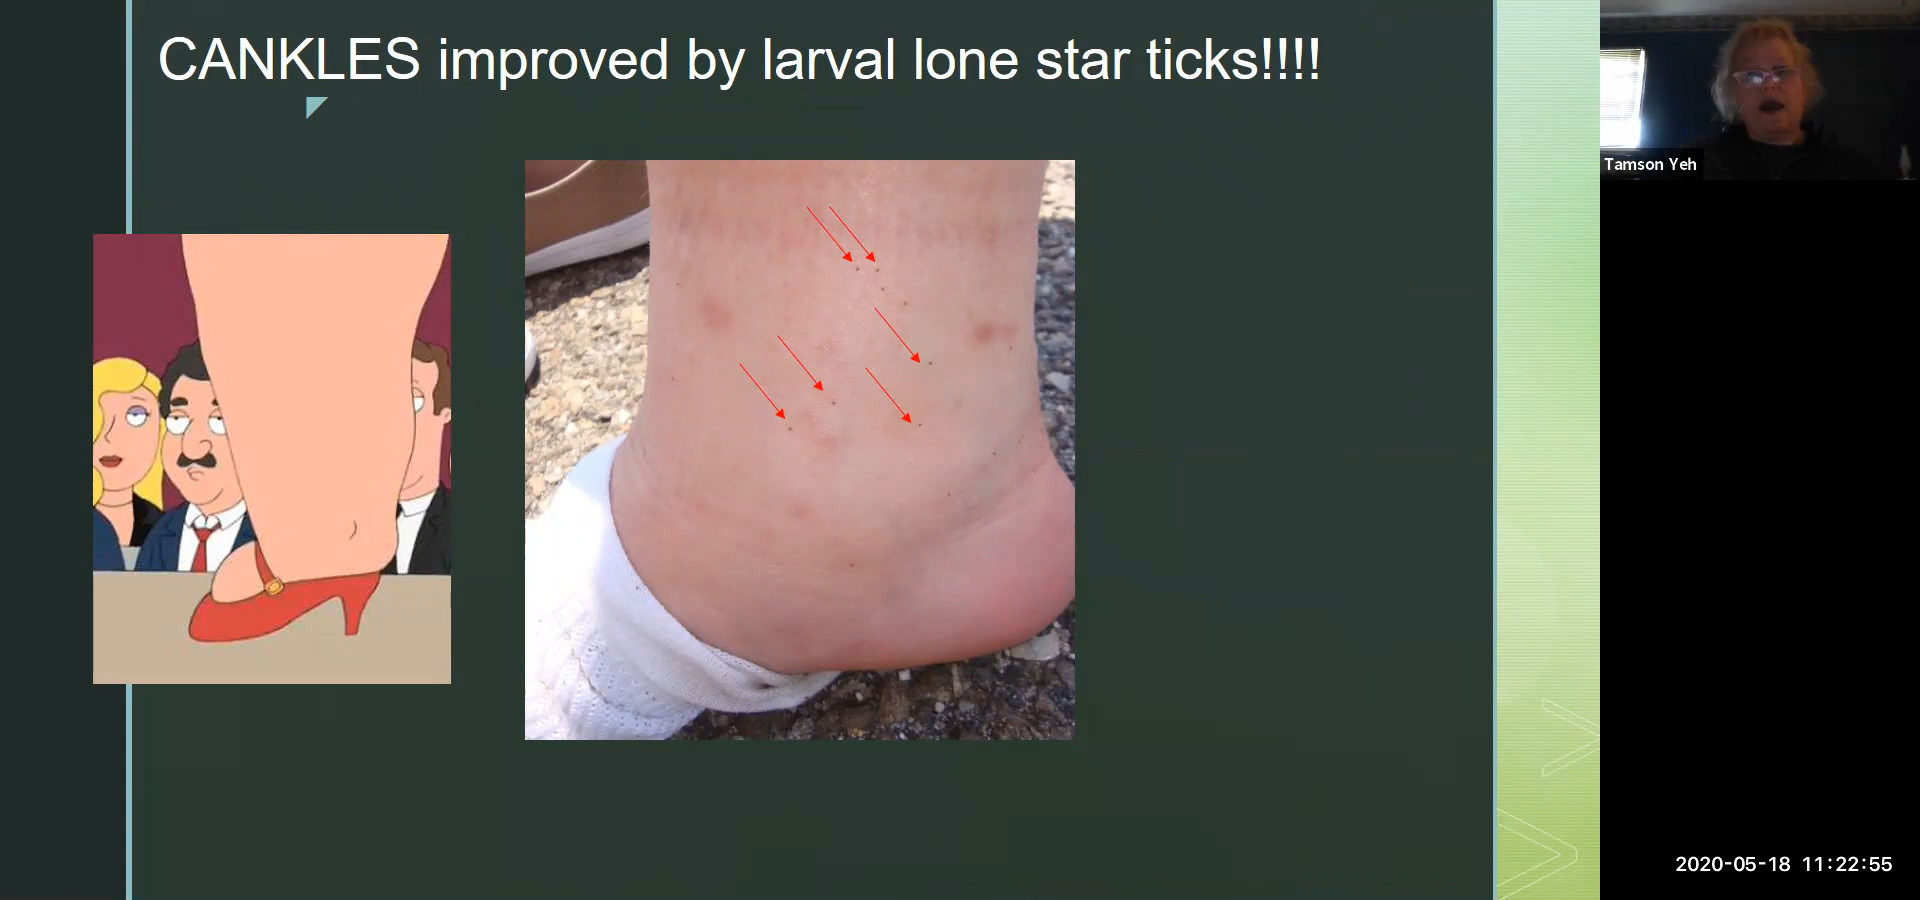 CANKLES improved by larval lone star ticks!!!!
Tamson Yeh
2020-05-18 11:22:55